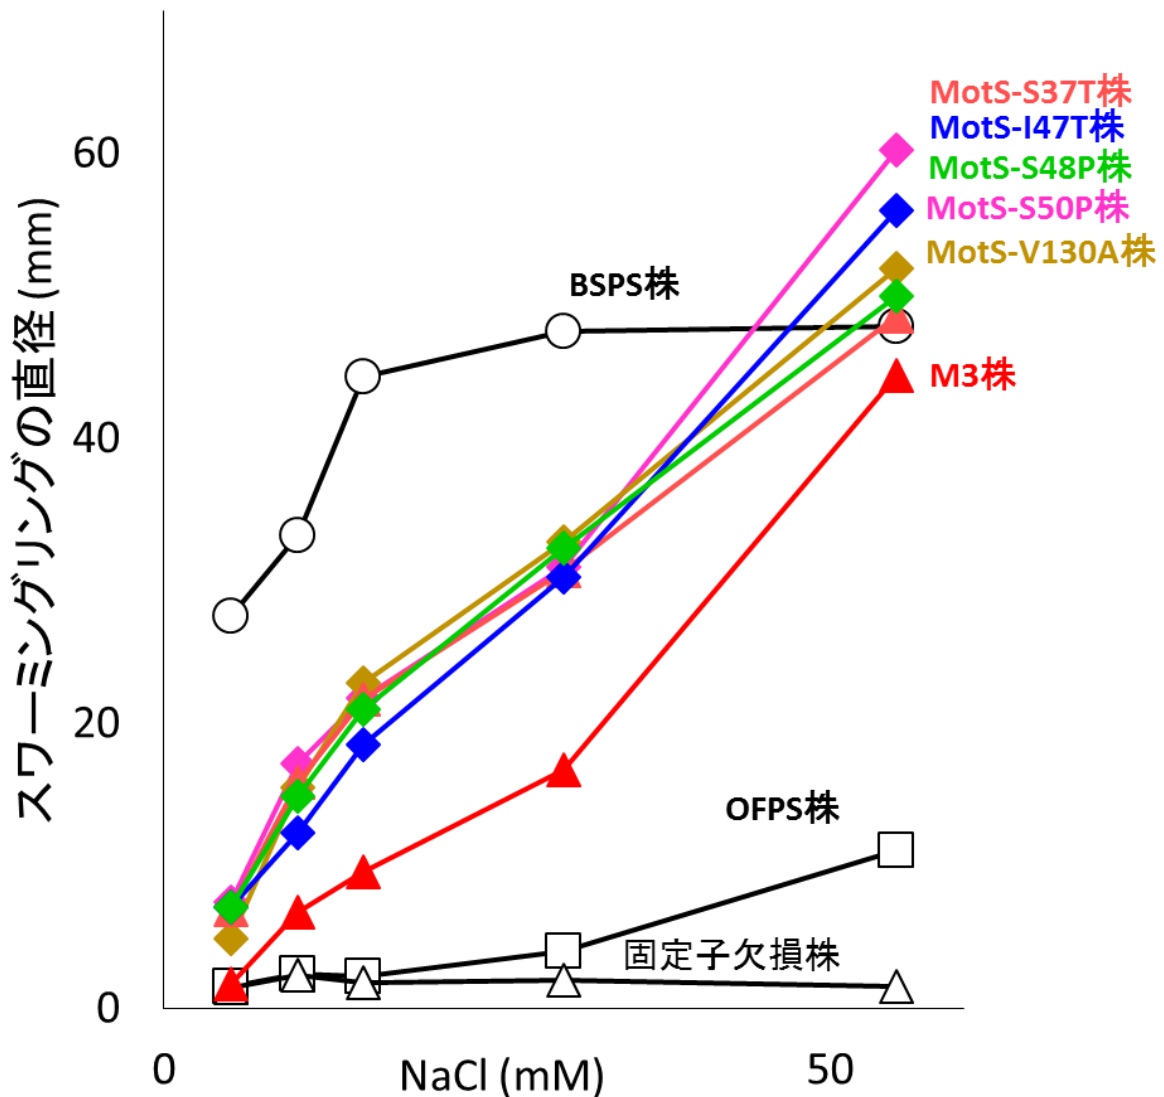 MotS-S37T株
MotS-I47T株
MotS-S48P株
MotS-S50P株
MotS-V130A株
BSPS株
M3株
OFPS株
固定子欠損株
スワーミングリングの直径 (mm)
60
40
20
0
0
50
NaCl (mM)